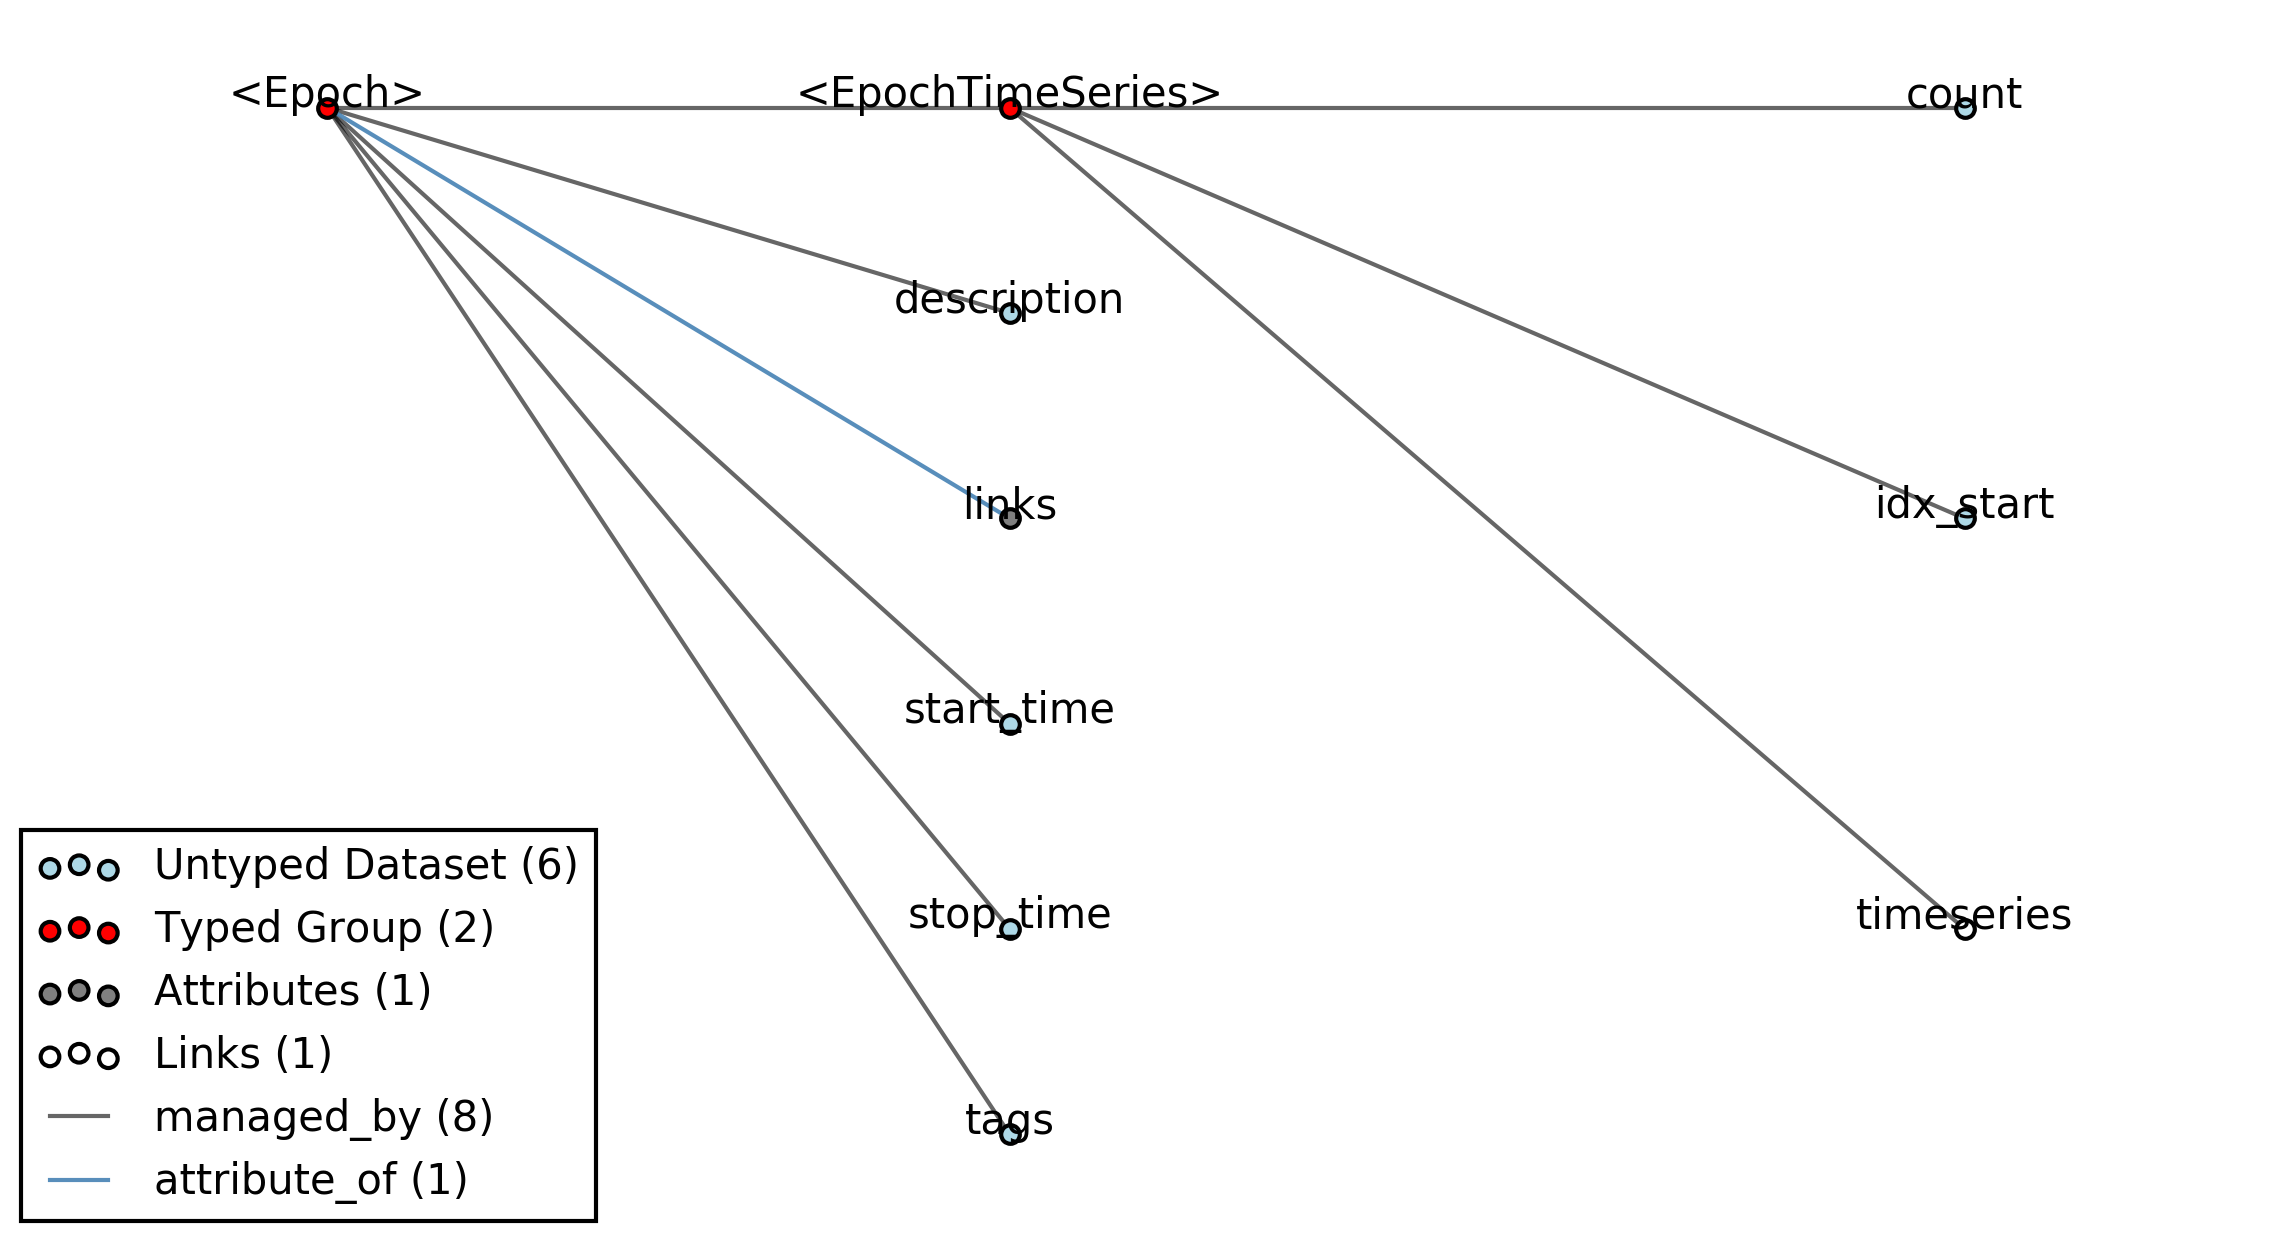 <Epoch>
<EpochTimeSeries>
count
description
links
idx_start
start_time
stop_time
timeseries
tags
Untyped Dataset (6)
Typed Group (2)
Attributes (1)
Links (1)
managed_by (8)
attribute_of (1)